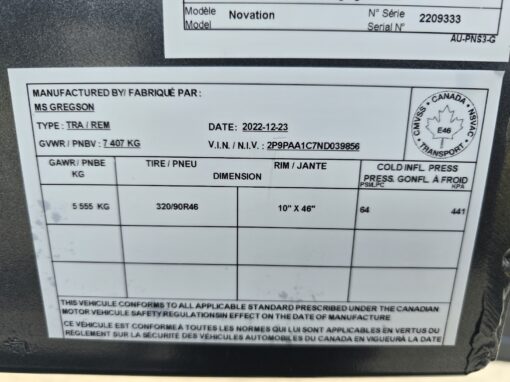 Modèle Novation N° Série 2209333
Model Serial N°
AU-PNS3-G
MANUFACTURED BY/ FABRIQUÉ PAR :
MS GREGSON
TYPE : TRA / REM DATE: 2022-12-23
GVWR / PNBV : 7 407 KG V.I.N / N.I.V. : 2P9PAA1C7ND039856
CANADA
CMVSS NSVAC
E46
TRANSPORT
GAWR / PNBE TIRE / PNEU RIM / JANTE COLD INFL. PRESS
KG DIMENSION PRESS. GONFL. À FROID
PSI/LPC KPA
5 555 KG 320/90R46 10" X 46" 64 441
THIS VEHICULE CONFORMS TO ALL APPLICABLE STANDARD PRESCRIBED UNDER THE CANADIAN
MOTOR VEHICULE SAFETY REGULATIONSIN EFFECT ON THE DATE OF MANUFACTURE
CE VÉHICULE EST CONFORME À TOUTES LES NORMES QUI LUI SONT APPLICABLES EN VERTUS DU
RÈGLEMENT SUR LA SÉCURITÉ DES VÉHICULES AUTOMOBILES DU CANADA EN VIGUEUR À LA DATE